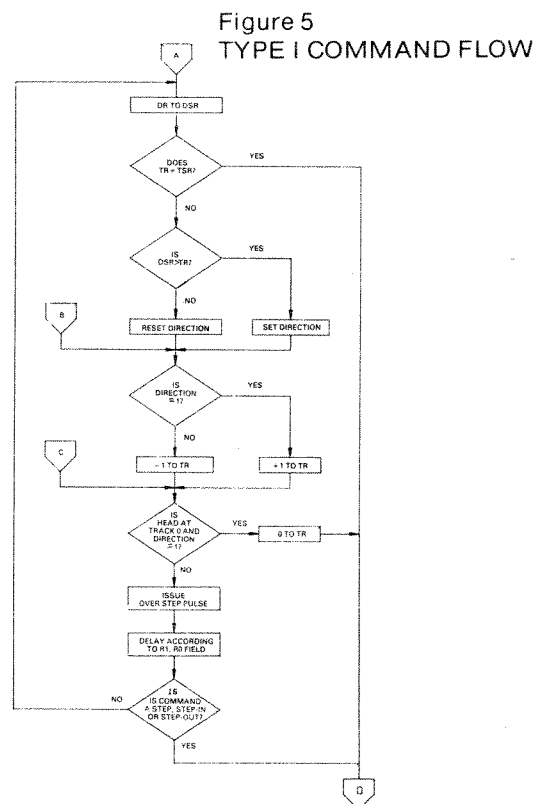 Figure 5
TYPE I COMMAND FLOW
A
DR TO DSR
DOES
TR = TSR?
YES
NO
IS
DSR>TR?
YES
NO
B
RESET DIRECTION
SET DIRECTION
IS
DIRECTION
= 1?
YES
NO
C
- 1 TO TR
+ 1 TO TR
IS
HEAD AT
TRACK 0 AND
DIRECTION
= 1?
YES
0 TO TR
NO
ISSUE
OVER STEP PULSE
DELAY ACCORDING
TO R1, R0 FIELD
IS
IS COMMAND
A STEP, STEP-IN
OR STEP-OUT?
NO
YES